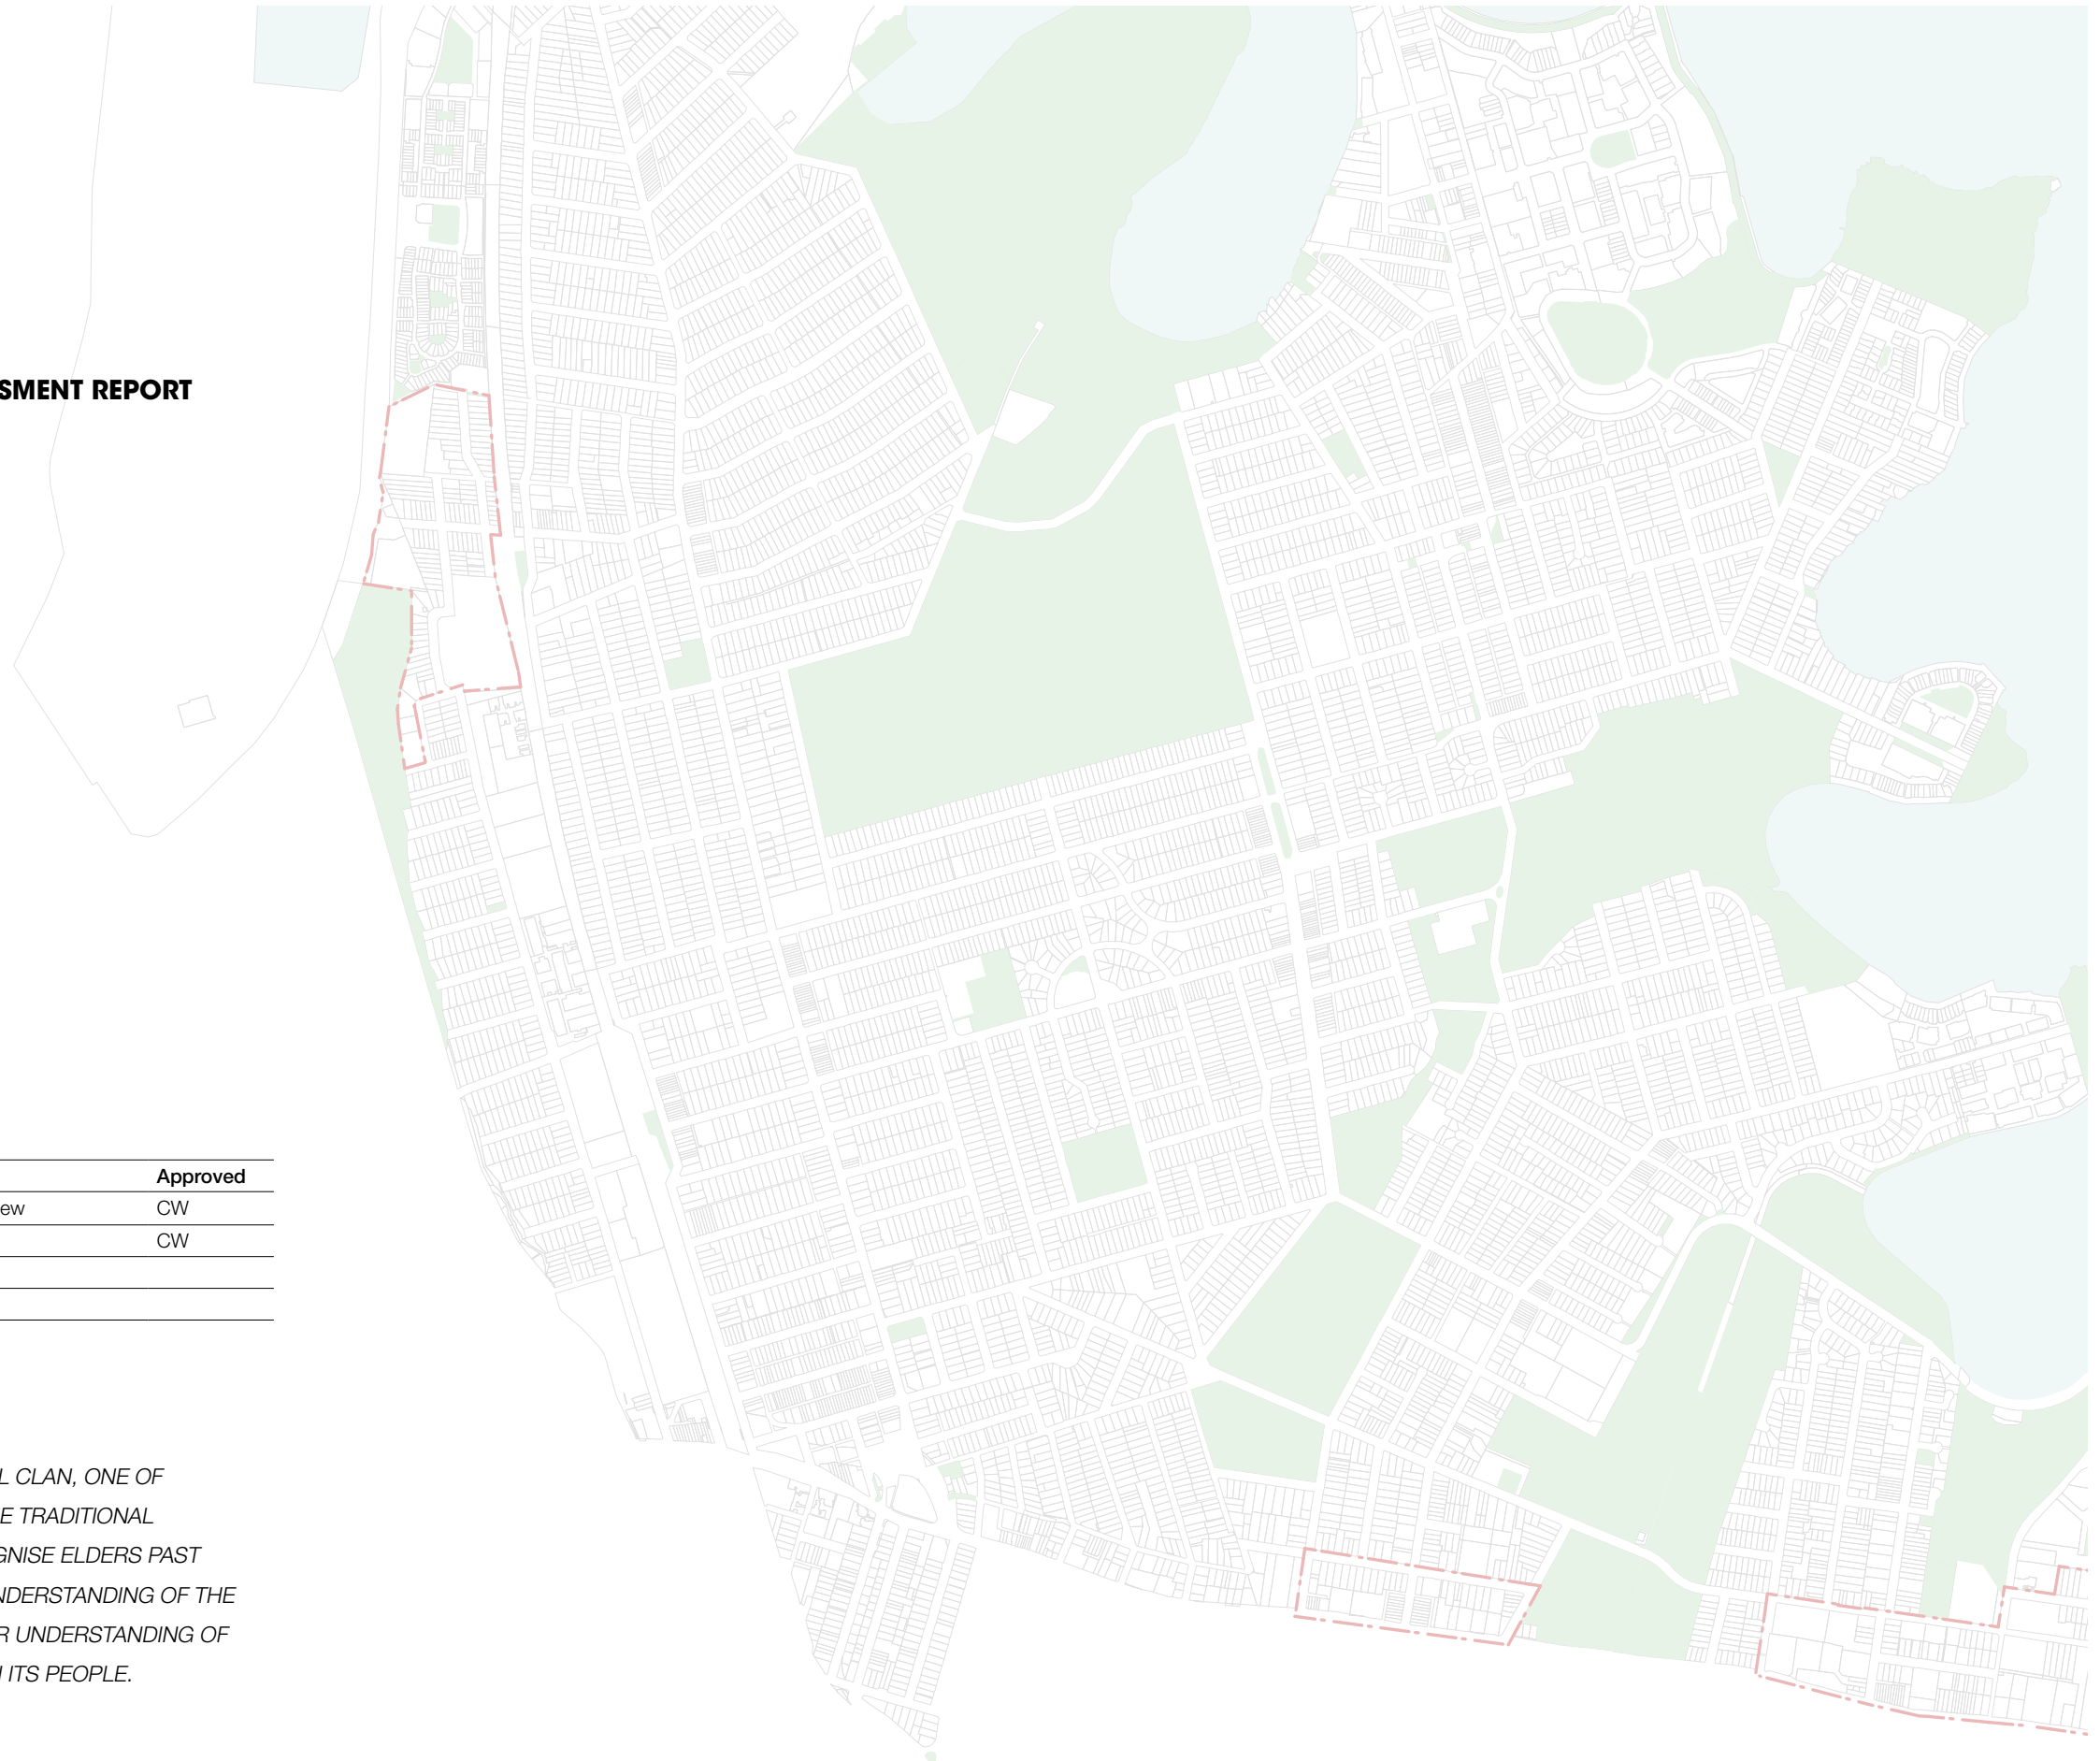 SMENT REPORT
Approved
ew CW
CW
L CLAN, ONE OF
E TRADITIONAL
GNISE ELDERS PAST
NDERSTANDING OF THE
R UNDERSTANDING OF
ITS PEOPLE.